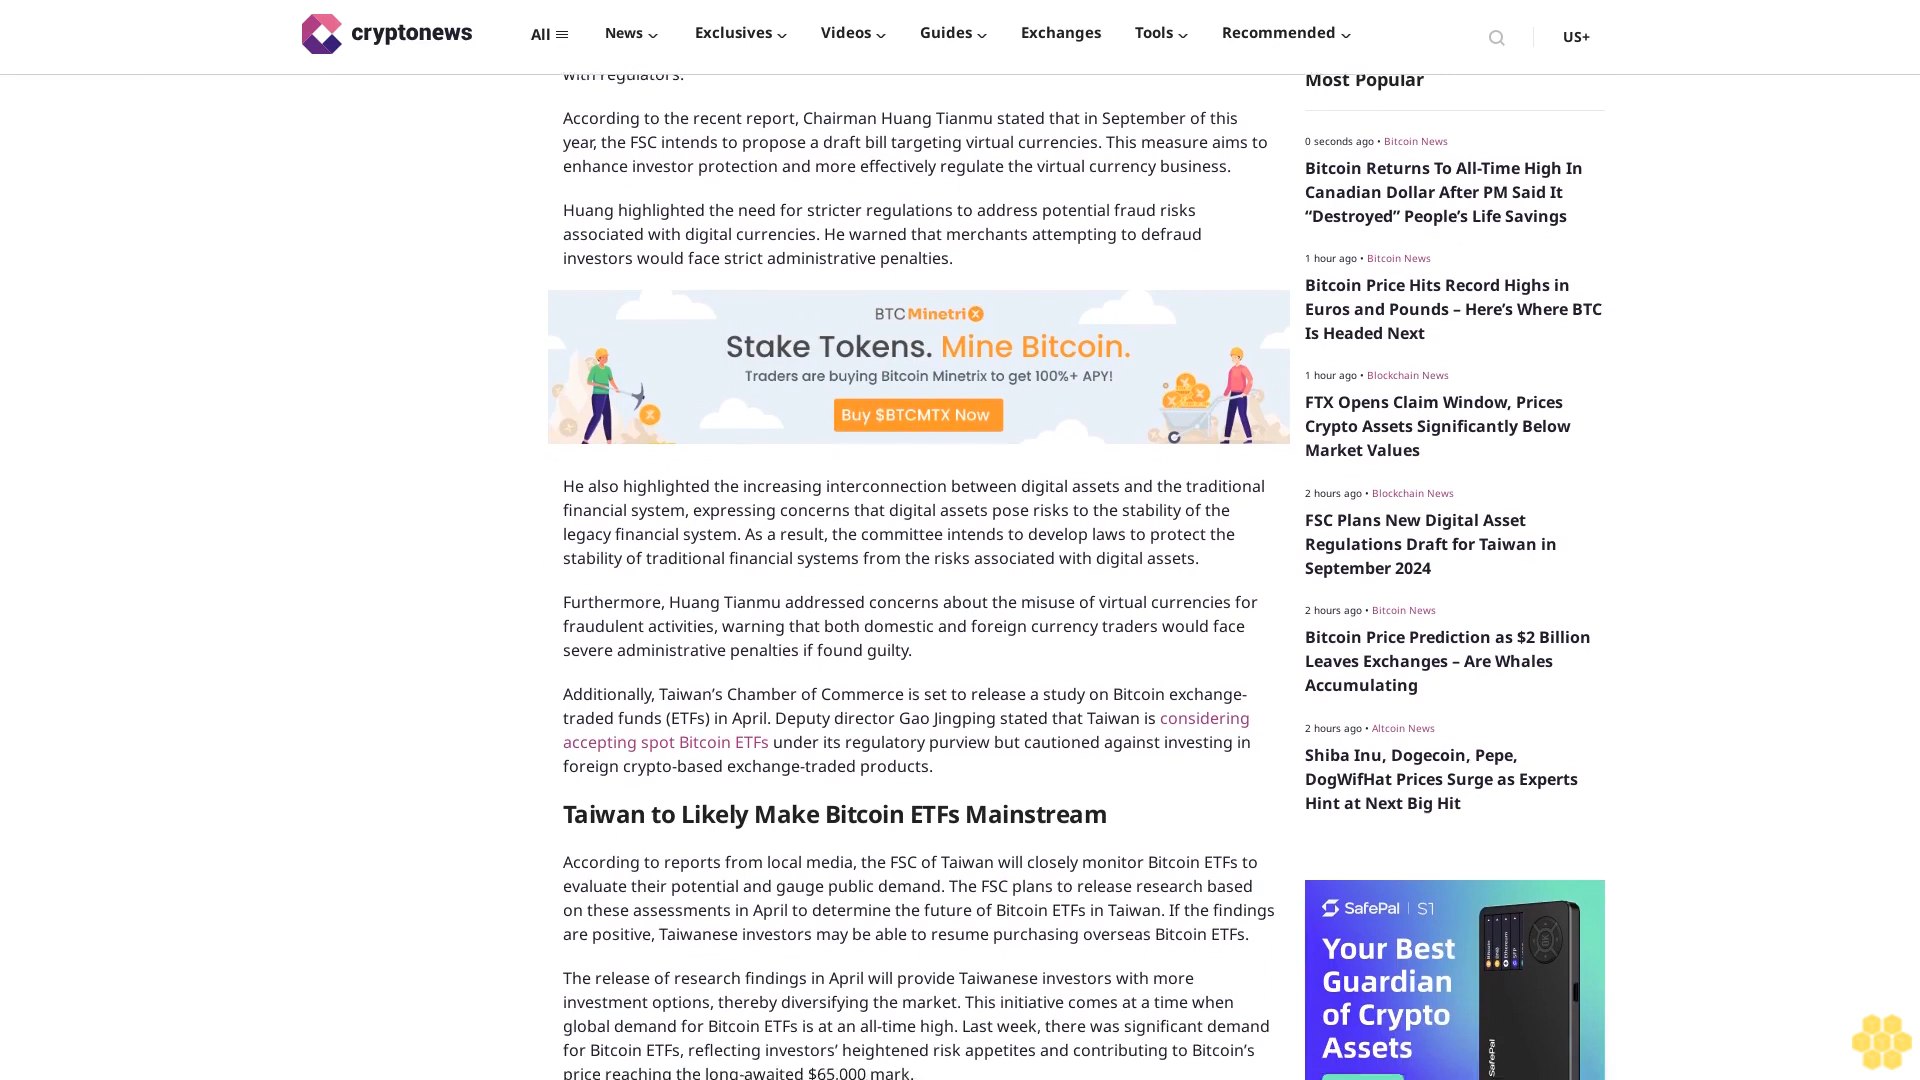 cryptonews
All
News
Exclusives
Videos
Guides
Exchanges
Tools
Recommended
US+
with regulators.
According to the recent report, Chairman Huang Tianmu stated that in September of this
year, the FSC intends to propose a draft bill targeting virtual currencies. This measure aims to
enhance investor protection and more effectively regulate the virtual currency business.
Huang highlighted the need for stricter regulations to address potential fraud risks
associated with digital currencies. He warned that merchants attempting to defraud
investors would face strict administrative penalties.
BTC Minetrix
Stake Tokens. Mine Bitcoin.
Traders are buying Bitcoin Minetrix to get 100%+ APY!
Buy $BTCMTX Now
He also highlighted the increasing interconnection between digital assets and the traditional
financial system, expressing concerns that digital assets pose risks to the stability of the
legacy financial system. As a result, the committee intends to develop laws to protect the
stability of traditional financial systems from the risks associated with digital assets.
Furthermore, Huang Tianmu addressed concerns about the misuse of virtual currencies for
fraudulent activities, warning that both domestic and foreign currency traders would face
severe administrative penalties if found guilty.
Additionally, Taiwan’s Chamber of Commerce is set to release a study on Bitcoin exchange-
traded funds (ETFs) in April. Deputy director Gao Jingping stated that Taiwan is considering
accepting spot Bitcoin ETFs under its regulatory purview but cautioned against investing in
foreign crypto-based exchange-traded products.
Taiwan to Likely Make Bitcoin ETFs Mainstream
According to reports from local media, the FSC of Taiwan will closely monitor Bitcoin ETFs to
evaluate their potential and gauge public demand. The FSC plans to release research based
on these assessments in April to determine the future of Bitcoin ETFs in Taiwan. If the findings
are positive, Taiwanese investors may be able to resume purchasing overseas Bitcoin ETFs.
The release of research findings in April will provide Taiwanese investors with more
investment options, thereby diversifying the market. This initiative comes at a time when
global demand for Bitcoin ETFs is at an all-time high. Last week, there was significant demand
for Bitcoin ETFs, reflecting investors’ heightened risk appetites and contributing to Bitcoin’s
price reaching the long-awaited $65,000 mark.
Most Popular
0 seconds ago • Bitcoin News
Bitcoin Returns To All-Time High In
Canadian Dollar After PM Said It
“Destroyed” People’s Life Savings
1 hour ago • Bitcoin News
Bitcoin Price Hits Record Highs in
Euros and Pounds – Here’s Where BTC
Is Headed Next
1 hour ago • Blockchain News
FTX Opens Claim Window, Prices
Crypto Assets Significantly Below
Market Values
2 hours ago • Blockchain News
FSC Plans New Digital Asset
Regulations Draft for Taiwan in
September 2024
2 hours ago • Bitcoin News
Bitcoin Price Prediction as $2 Billion
Leaves Exchanges – Are Whales
Accumulating
2 hours ago • Altcoin News
Shiba Inu, Dogecoin, Pepe,
DogWifHat Prices Surge as Experts
Hint at Next Big Hit
SafePal | S1
Your Best
Guardian
of Crypto
Assets
SafePal